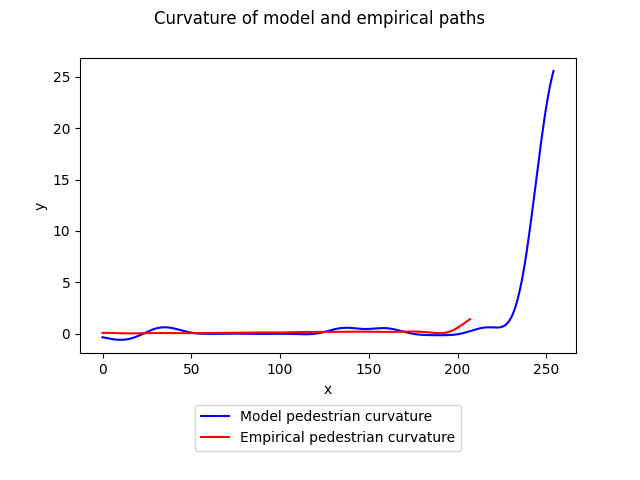 Curvature of model and empirical paths
25
20
15
10
5
0
y
0 50 100 150 200 250
x
Model pedestrian curvature
Empirical pedestrian curvature